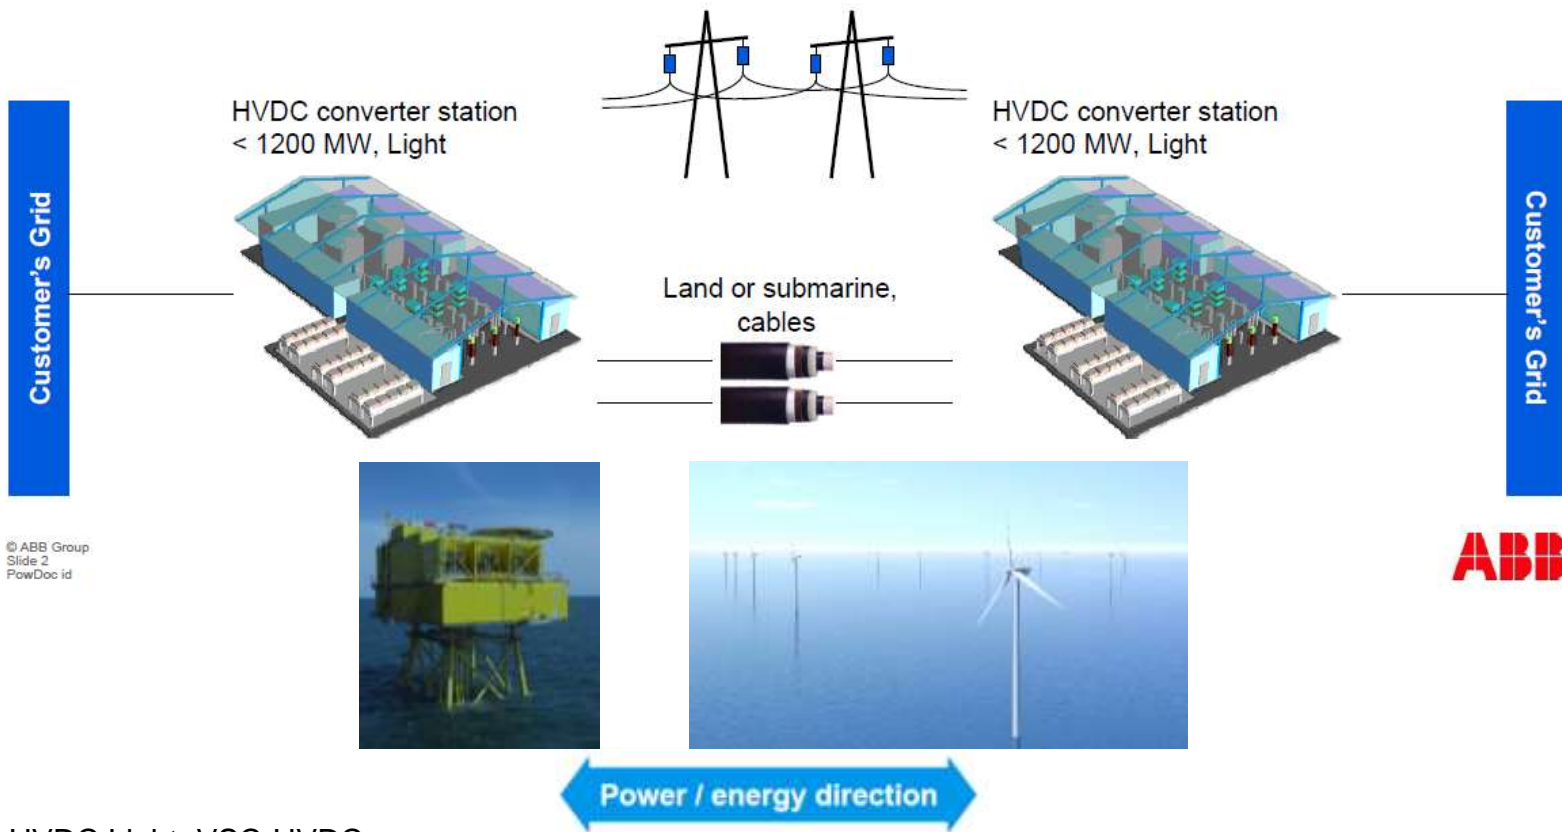 HVDC converter station
< 1200 MW, Light
HVDC converter station
< 1200 MW, Light
Customer's Grid
Customer's Grid
Land or submarine,
cables
© ABB Group
Slide 2
PowDoc id
ABB
Power / energy direction